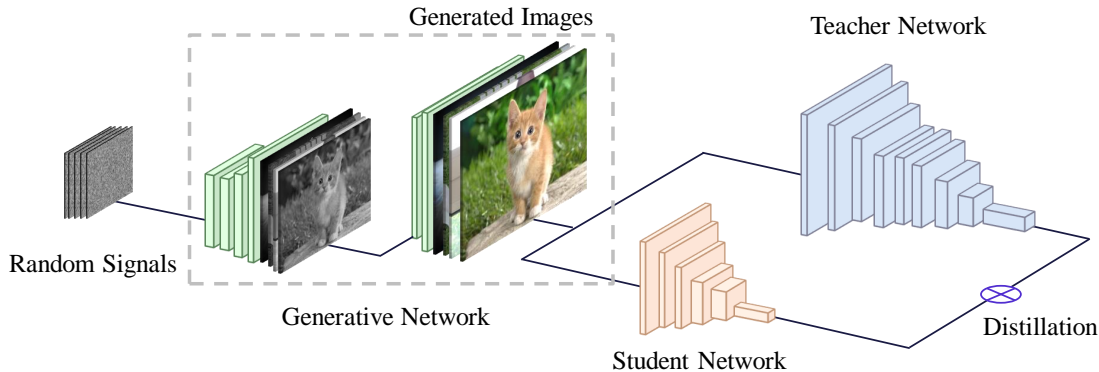 Generated Images
Teacher Network
Random Signals
Generative Network
Student Network
Distillation